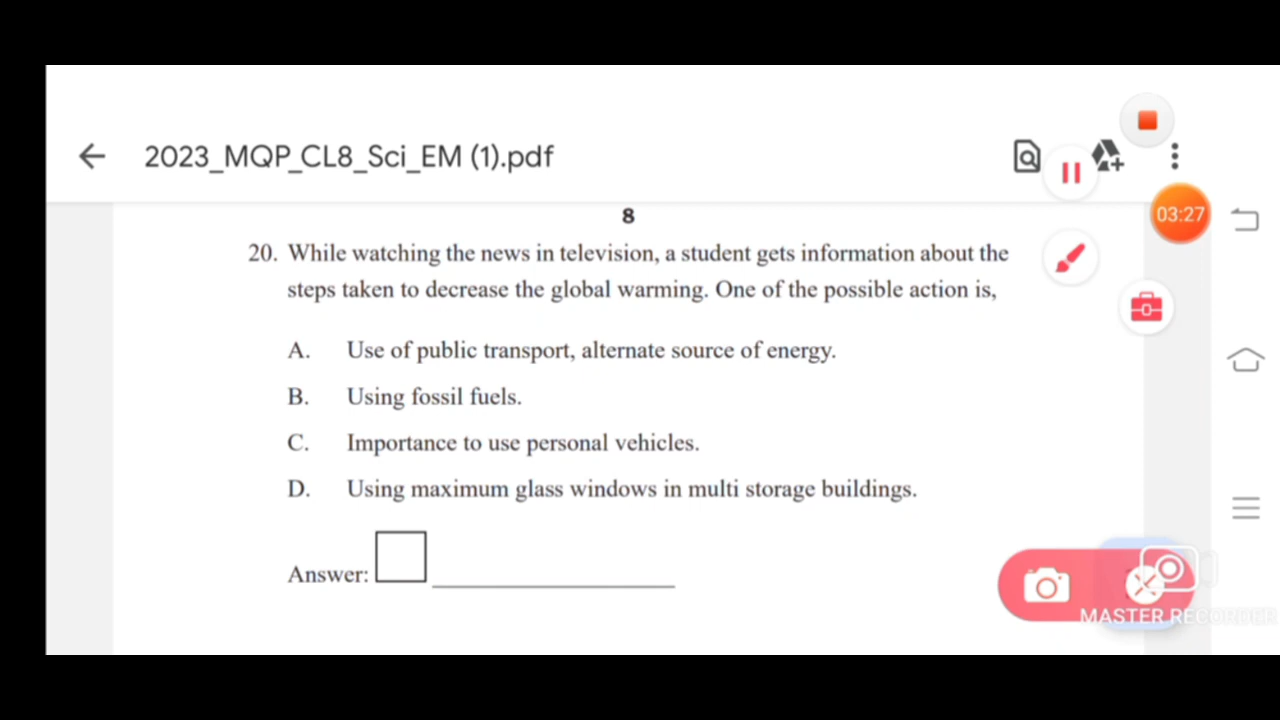 2023_MQP_CL8_Sci_EM (1).pdf
03:27
8
20. While watching the news in television, a student gets information about the
steps taken to decrease the global warming. One of the possible action is,
A. Use of public transport, alternate source of energy.
B. Using fossil fuels.
C. Importance to use personal vehicles.
D. Using maximum glass windows in multi storage buildings.
Answer:
MASTER RECORDER